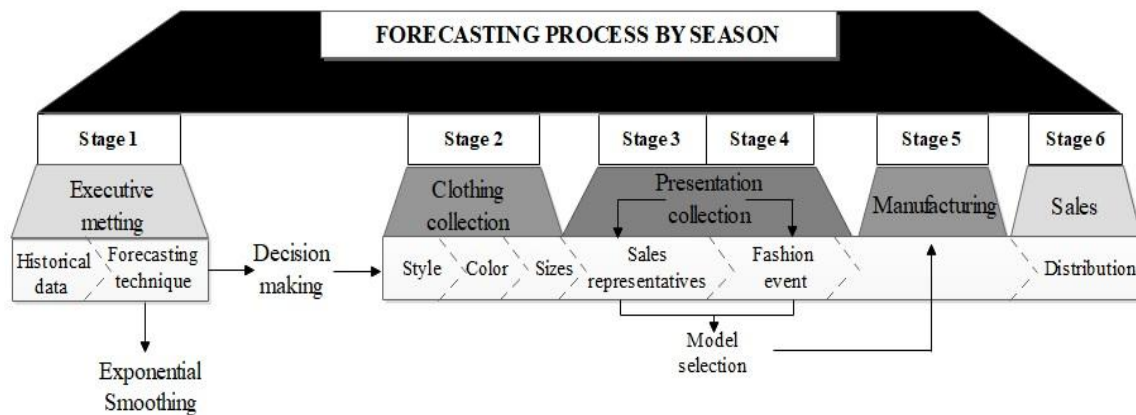 FORECASTING PROCESS BY SEASON
Stage 1
Stage 2
Stage 3
Stage 4
Stage 5
Stage 6
Executive
metting
Clothing
collection
Presentation
collection
Manufacturing
Sales
Historical
data
Forecasting
technique
Decision
making
Style
Color
Sizes
Sales
representatives
Fashion
event
Distribution
Model
selection
Exponential
Smoothing